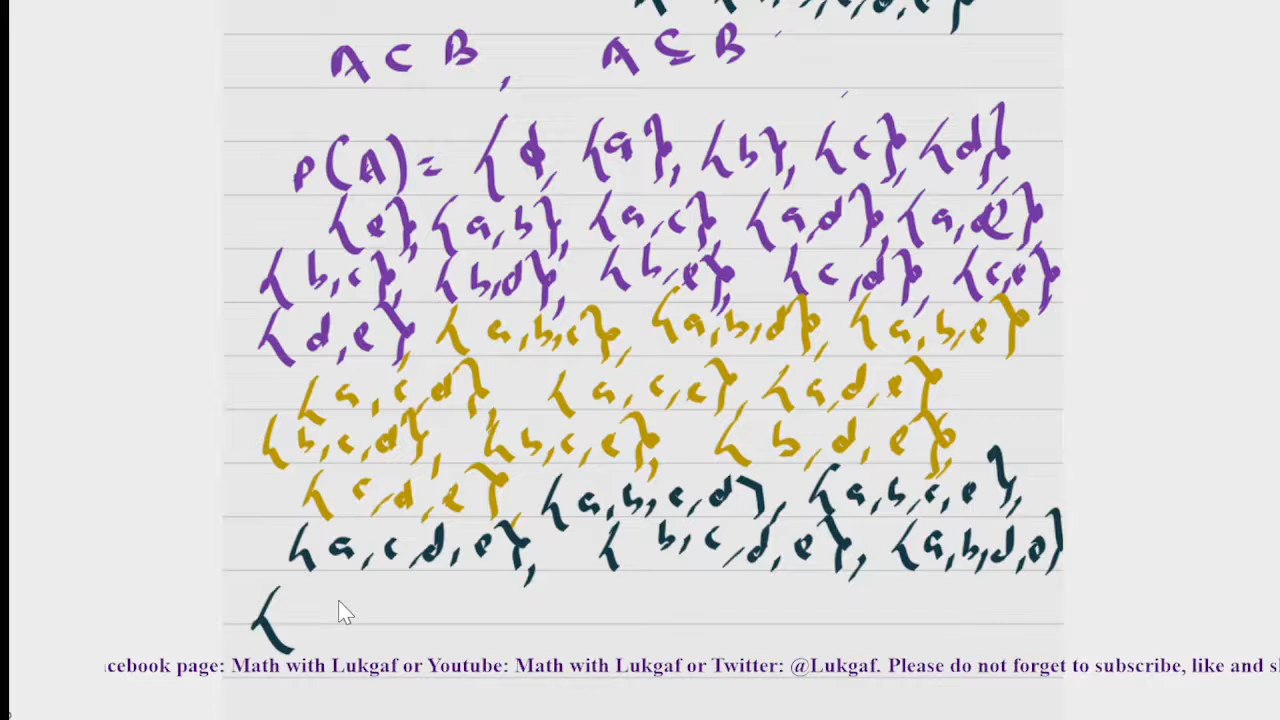 A ⊂ B, A ⊆ B
P(A) = { ϕ, {a}, {b}, {c}, {d},
{e}, {a,b}, {a,c}, {a,d}, {a,e},
{b,c}, {b,d}, {b,e}, {c,d}, {c,e},
{d,e}, {a,b,c}, {a,b,d}, {a,b,e}
{a,c,d}, {a,c,e}, {a,d,e}
{b,c,d}, {b,c,e}, {b,d,e},
{c,d,e}, {a,b,c,d}, {a,b,c,e},
{a,c,d,e}, {b,c,d,e}, {a,b,d,e}
{
cebook page: Math with Lukgaf or Youtube: Math with Lukgaf or Twitter: @Lukgaf. Please do not forget to subscribe, like and s